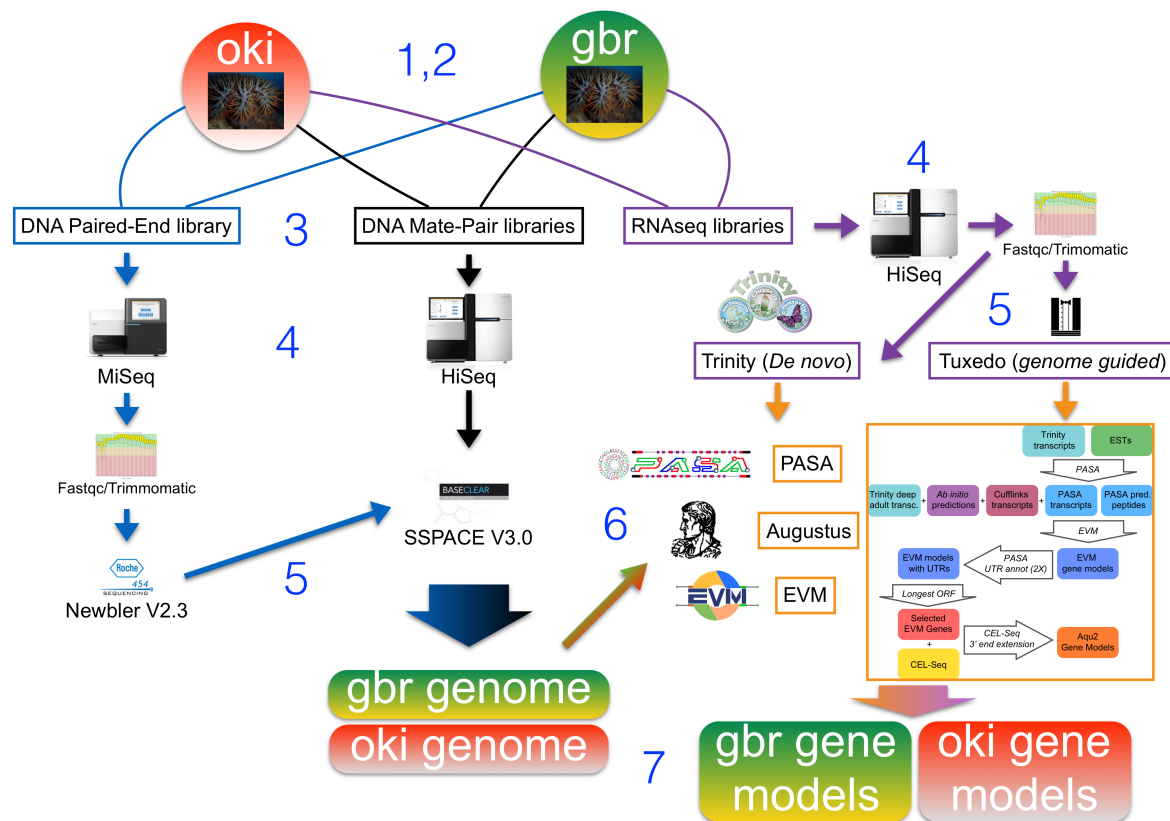 oki
gbr
1,2
4
DNA Paired-End library
3
DNA Mate-Pair libraries
RNAseq libraries
HiSeq
Fastqc/Trimomatic
Trinity
5
MiSeq
4
HiSeq
Trinity (De novo)
Tuxedo (genome guided)
Fastqc/Trimmomatic
PASA
PASA
BASECLEAR
SSPACE V3.0
6
Augustus
Roche
454
SEQUENCING
Newbler V2.3
5
EVM
EVM
Trinity
transcripts
ESTs
PASA
Trinity deep
adult transc.
+
Ab initio
predictions
+
Cufflinks
transcripts
+
PASA
transcripts
PASA pred.
peptides
EVM
EVM models
with UTRs
PASA
UTR annot (2X)
EVM
gene models
Longest ORF
Selected
EVM Genes
+
CEL-Seq
CEL-Seq
3' end extension
Aqu2
Gene Models
gbr genome
oki genome
7
gbr gene
models
oki gene
models